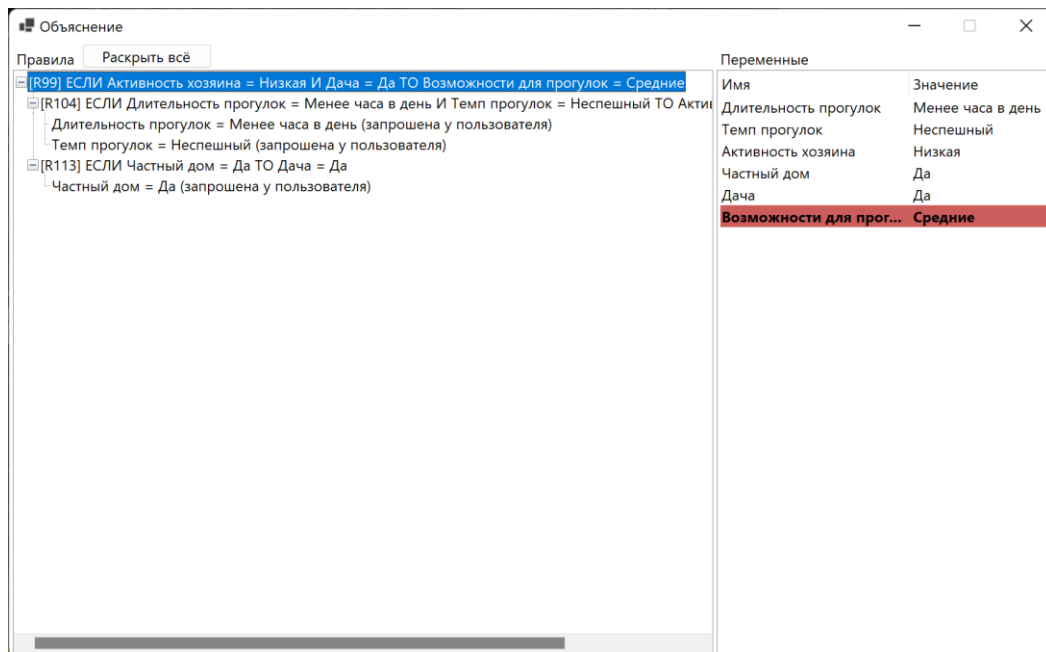 Объяснение
Правила Раскрыть всё
[R99] ЕСЛИ Активность хозяина = Низкая И Дача = Да ТО Возможности для прогулок = Средние
[R104] ЕСЛИ Длительность прогулок = Менее часа в день И Темп прогулок = Неспешный ТО Акти
Длительность прогулок = Менее часа в день (запрошена у пользователя)
Темп прогулок = Неспешный (запрошена у пользователя)
[R113] ЕСЛИ Частный дом = Да ТО Дача = Да
Частный дом = Да (запрошена у пользователя)
Переменные
Имя Значение
Длительность прогулок Менее часа в день
Темп прогулок Неспешный
Активность хозяина Низкая
Частный дом Да
Дача Да
Возможности для прог... Средние